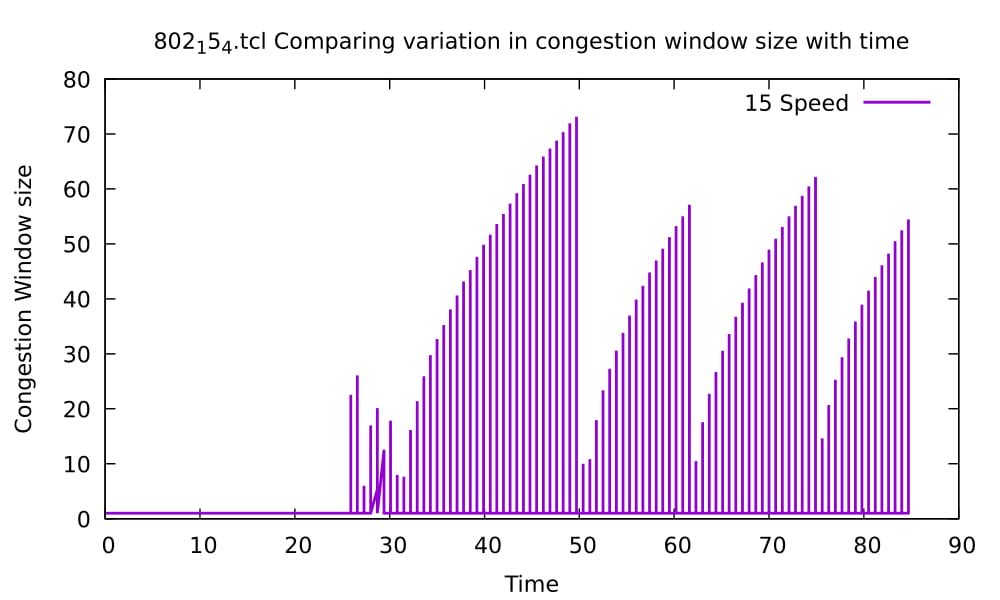 802₁5₄.tcl Comparing variation in congestion window size with time
15 Speed
80
70
60
50
40
30
20
10
0
Congestion Window size
0 10 20 30 40 50 60 70 80 90
Time